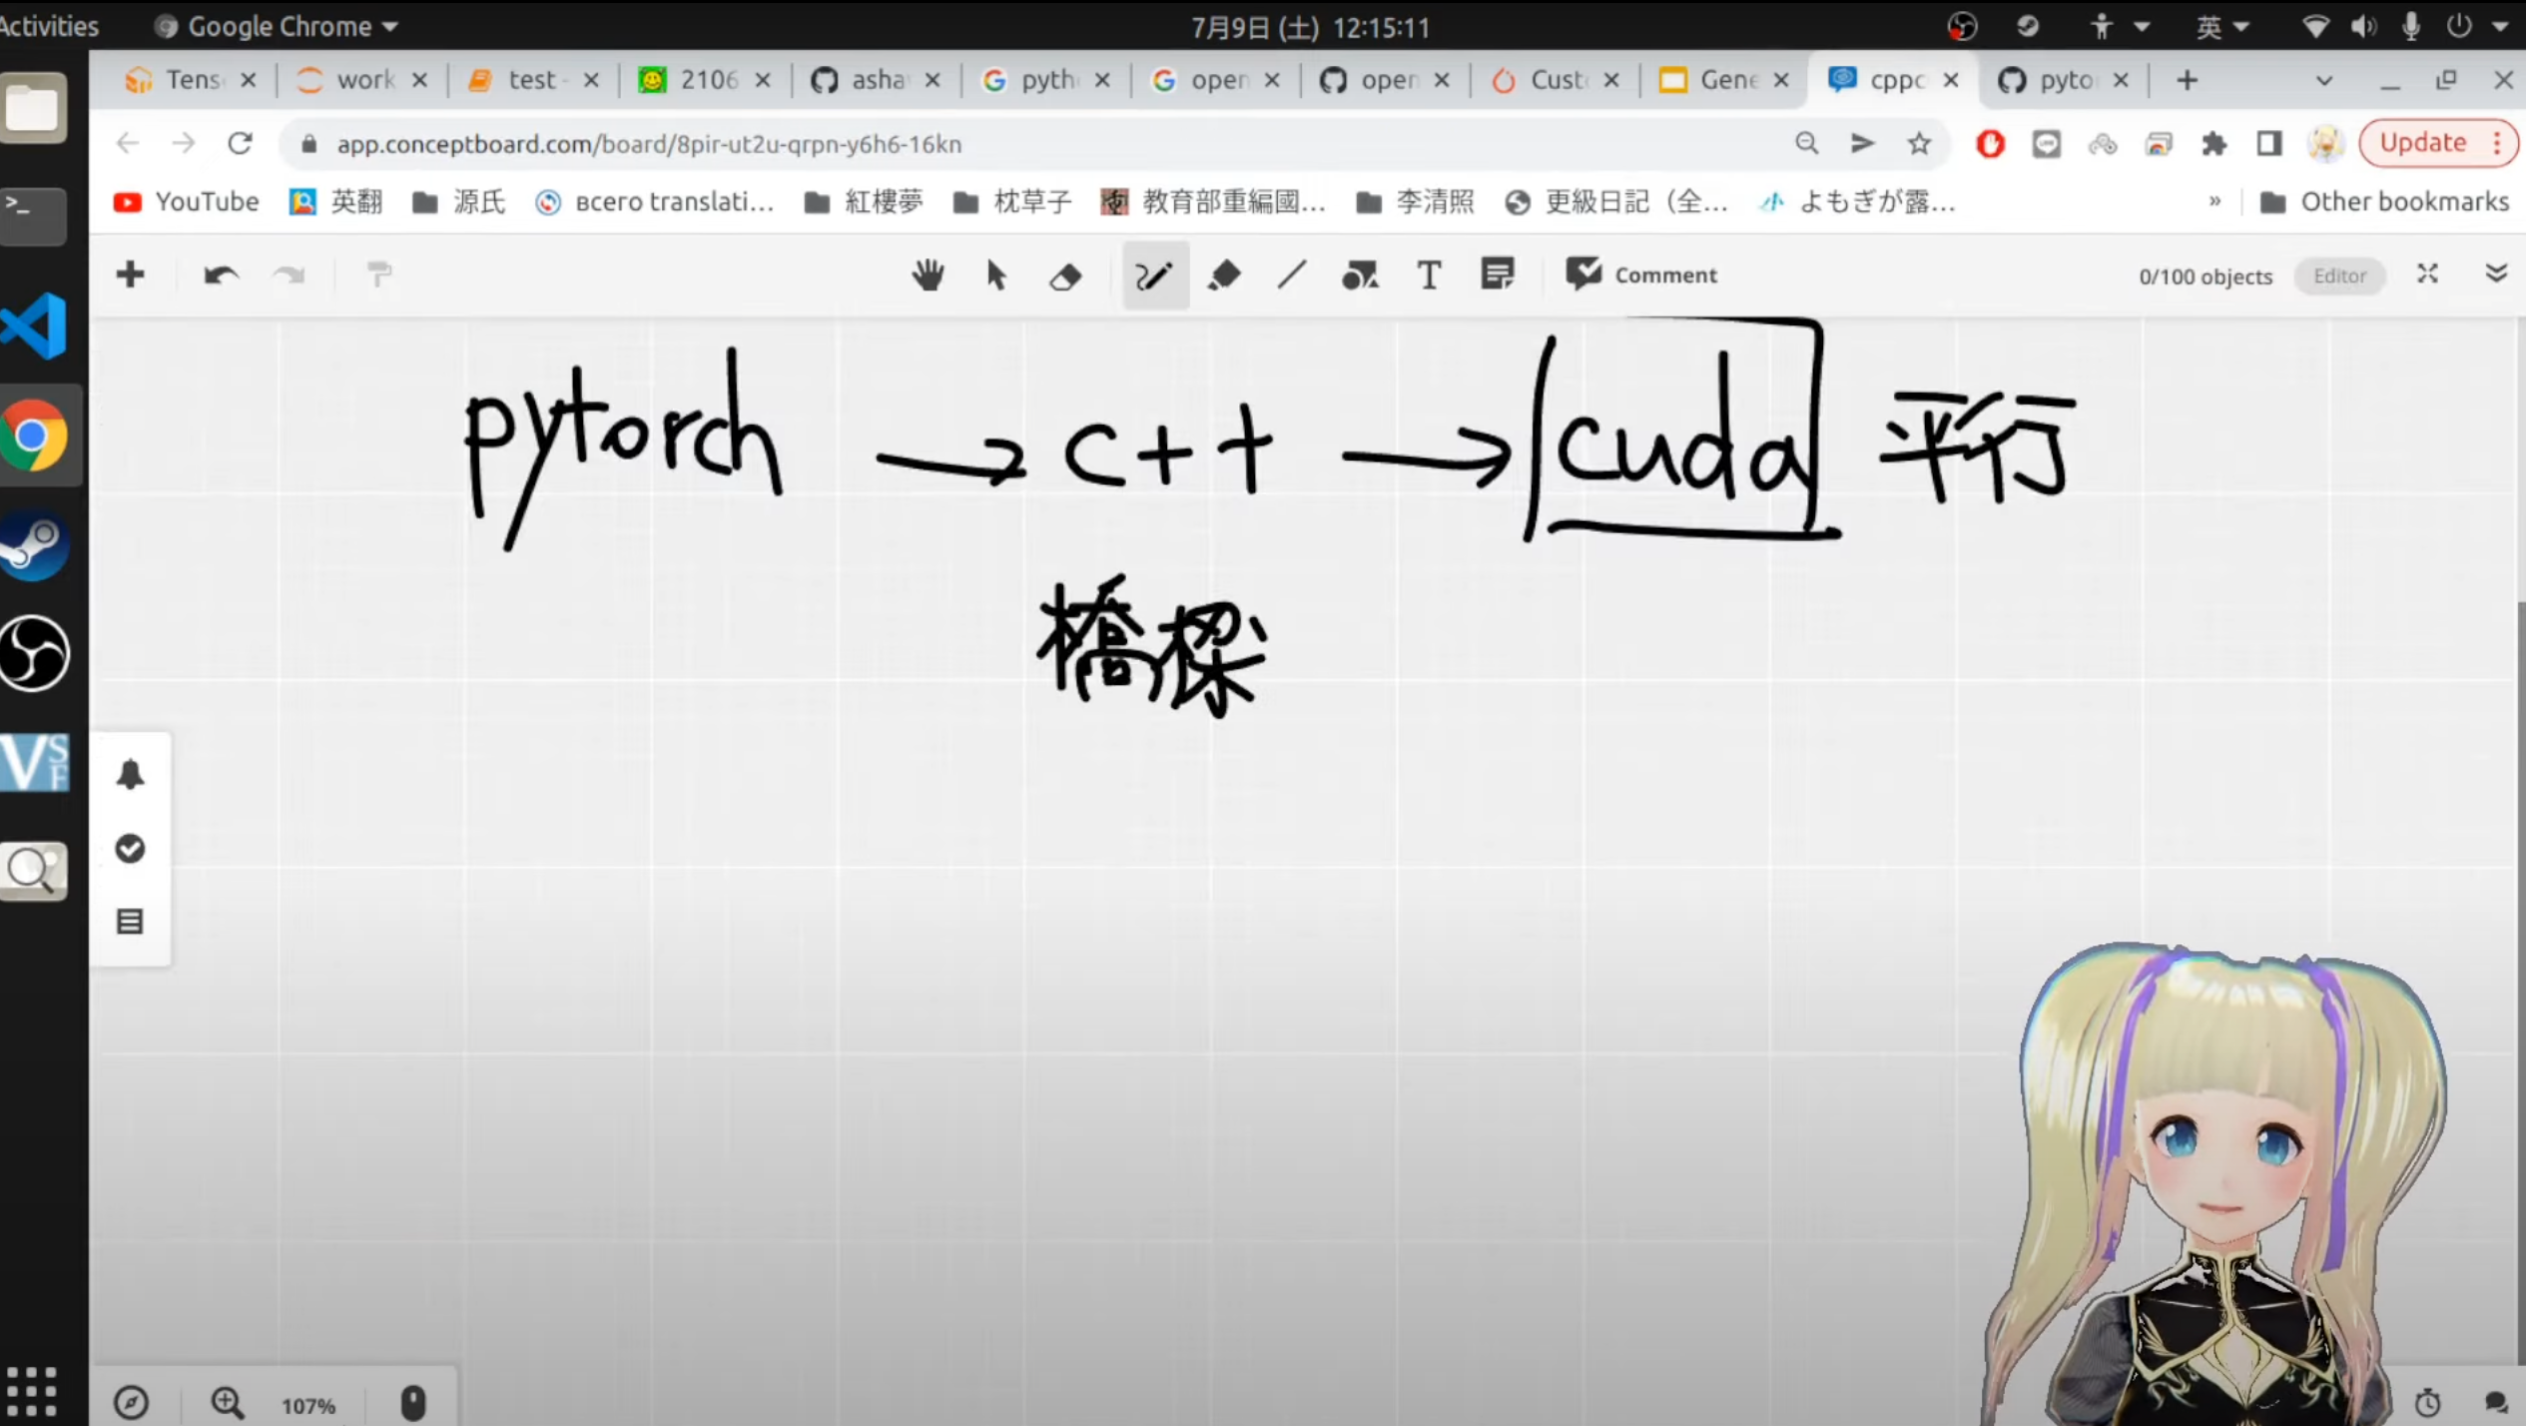 Activities Google Chrome 7月9日 (土) 12:15:11 英
Tens work test - 2106 asha pyth open open Cust Gene cppc pyto
app.conceptboard.com/board/8pir-ut2u-qrpn-y6h6-16kn Update
YouTube 英翻 源氏 всего translati... 紅樓夢 枕草子 教育部重編國... 李清照 更級日記（全... よもぎが露... » Other bookmarks
T Comment 0/100 objects Editor
pytorch → c++ → cuda 平行
橋樑
107%